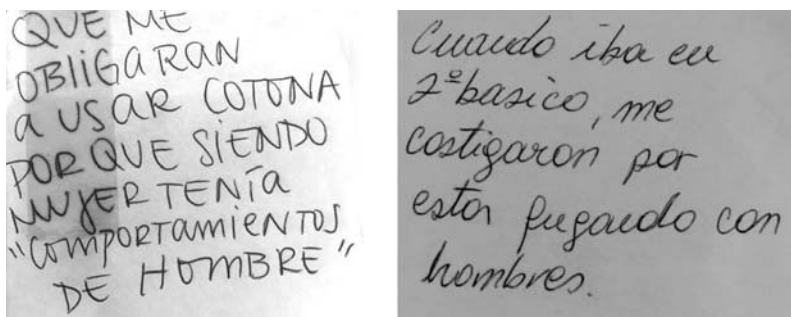 QUE ME
OBLIGARAN
A USAR COTONA
PORQUE SIENDO
MUJER TENÍA
"COMPORTAMIENTOS
DE HOMBRE"
Cuando iba en
2º basico, me
castigaron por
estar jugando con
hombres.